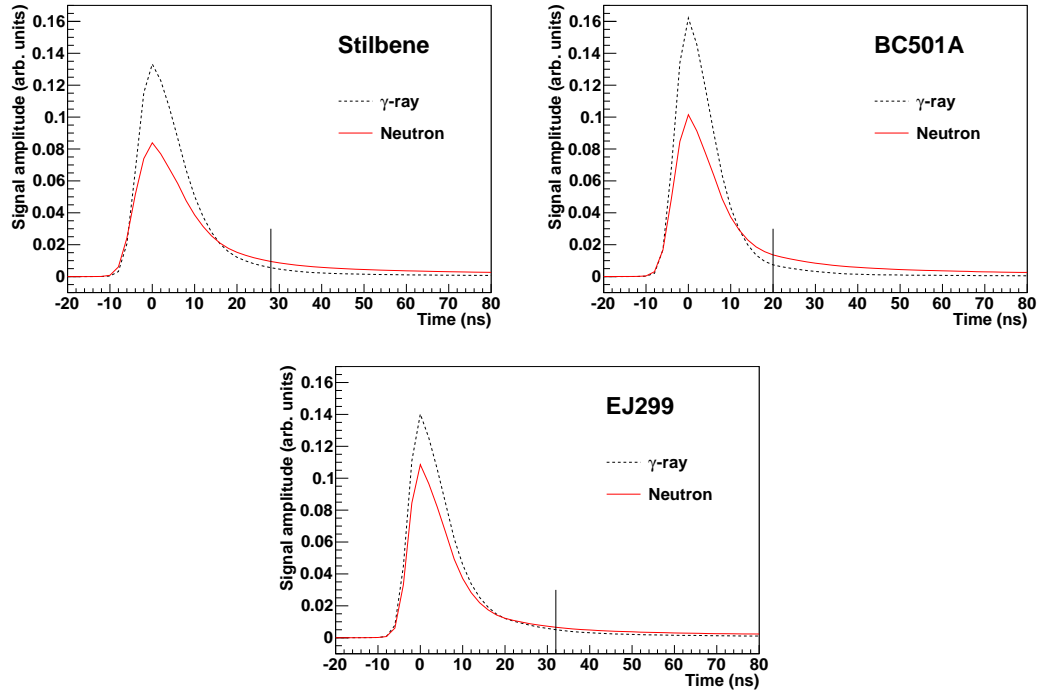 Stilbene
γ-ray
Neutron
Signal amplitude (arb. units)
0.16
0.14
0.12
0.1
0.08
0.06
0.04
0.02
0
-20 -10 0 10 20 30 40 50 60 70 80
Time (ns)
BC501A
γ-ray
Neutron
Signal amplitude (arb. units)
0.16
0.14
0.12
0.1
0.08
0.06
0.04
0.02
0
-20 -10 0 10 20 30 40 50 60 70 80
Time (ns)
EJ299
γ-ray
Neutron
Signal amplitude (arb. units)
0.16
0.14
0.12
0.1
0.08
0.06
0.04
0.02
0
-20 -10 0 10 20 30 40 50 60 70 80
Time (ns)